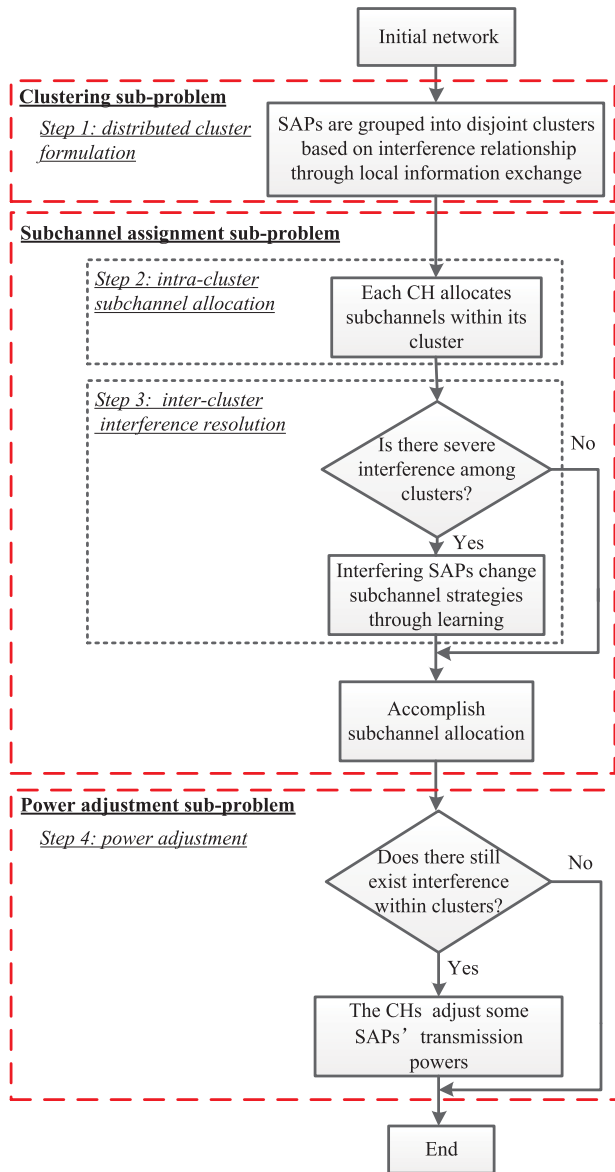 Initial network
Clustering sub-problem
Step 1: distributed cluster
formulation
SAPs are grouped into disjoint clusters
based on interference relationship
through local information exchange
Subchannel assignment sub-problem
Step 2: intra-cluster
subchannel allocation
Each CH allocates
subchannels within its
cluster
Step 3: inter-cluster
interference resolution
Is there severe
interference among
clusters?
No
Yes
Interfering SAPs change
subchannel strategies
through learning
Accomplish
subchannel allocation
Power adjustment sub-problem
Step 4: power adjustment
Does there still
exist interference
within clusters?
No
Yes
The CHs adjust some
SAPs’ transmission
powers
End